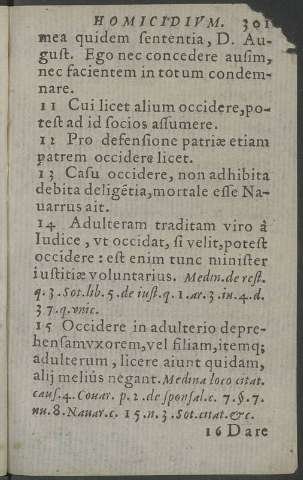 HOMICIDIVM. 301
mea quidem sententia, D. Au-
gust. Ego nec concedere ausim,
nec facientem in totum condem-
nare.
11 Cui licet alium occidere, po-
test ad id socios assumere.
12 Pro defensione patriæ etiam
patrem occidere licet.
13 Casu occidere, non adhibita
debita deligẽtia, mortale esse Na-
uarrus ait.
14 Adulteram traditam viro à
Iudice, vt occidat, si velit, potest
occidere: est enim tunc minister
iustitiæ voluntarius. Medin. de rest.
q. 3. Sot. lib. 5. de iust. q. 1. ar. 3. in. 4. d.
37. q. vnic.
15 Occidere in adulterio depre-
hensam vxorem, vel filiam, itemq;
adulterum, licere aiunt quidam,
alij meliùs negant. Medina loco citat.
caus. 4. Couar. p. 2. de sponsal. c. 7. §. 7.
nu. 8. Nauar. c. 15. n. 3. Sot. citat. &c.
16 Dare